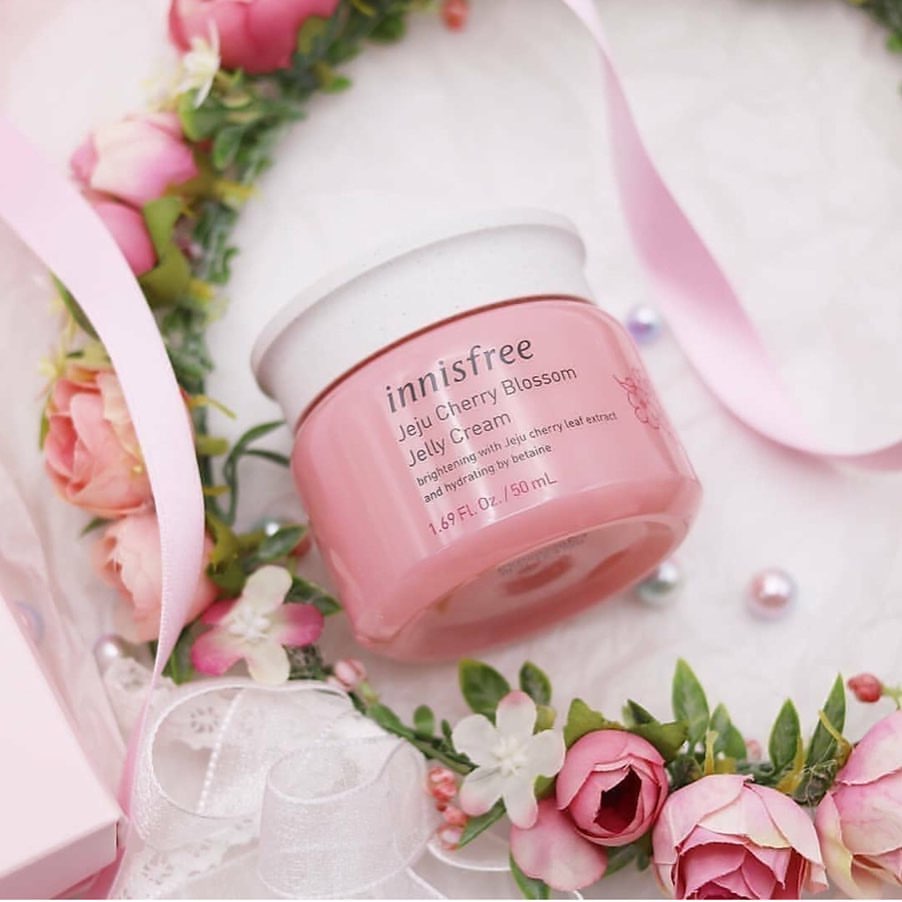 innisfree
Jeju Cherry Blossom
Jelly Cream
brightening with Jeju cherry leaf extract
and hydrating by betaine
1.69 FL. Oz. / 50 mL